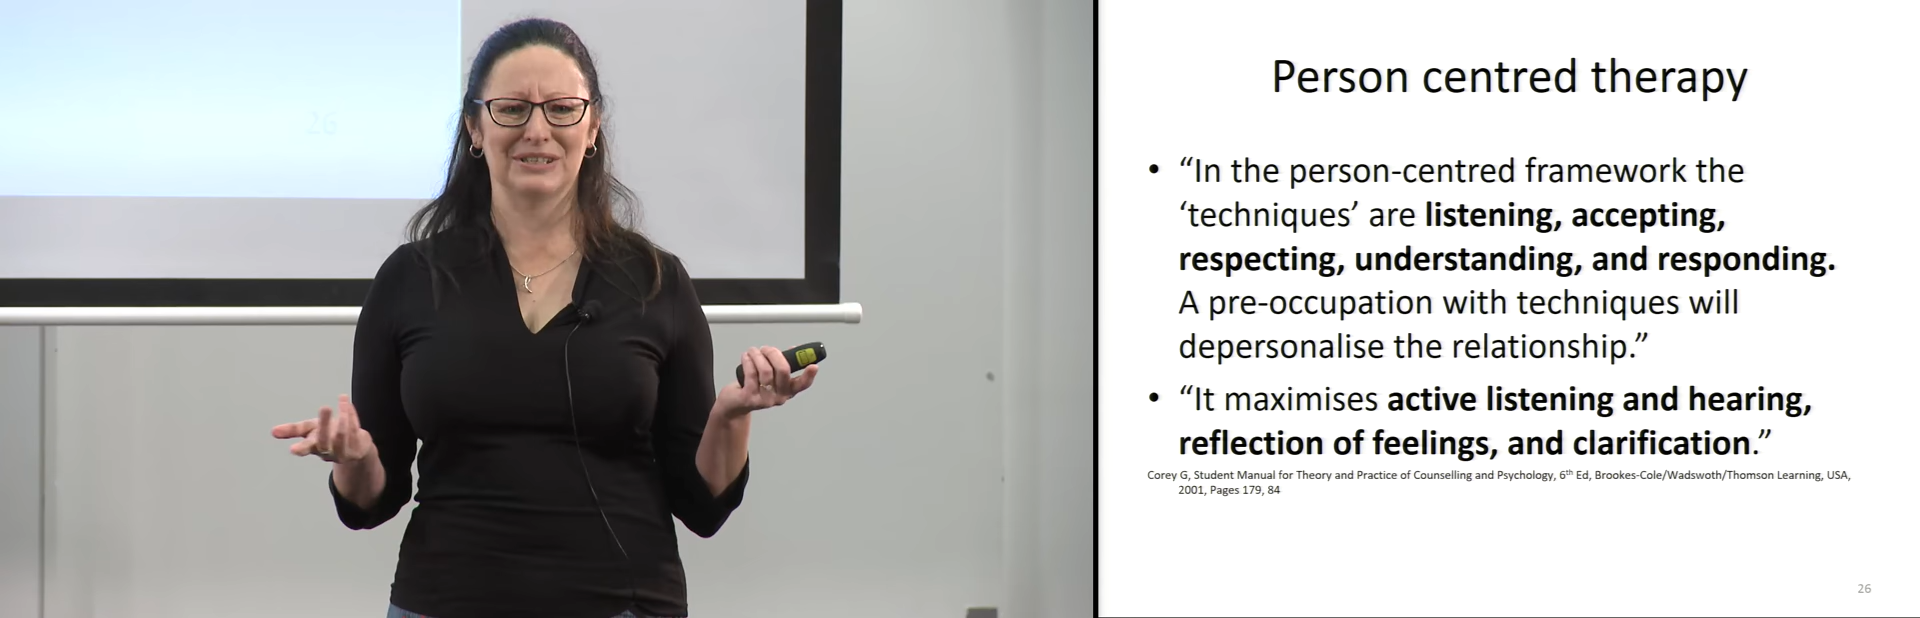 Person centred therapy
• “In the person-centred framework the
‘techniques’ are listening, accepting,
respecting, understanding, and responding.
A pre-occupation with techniques will
depersonalise the relationship.”
• “It maximises active listening and hearing,
reflection of feelings, and clarification.”
Corey G, Student Manual for Theory and Practice of Counselling and Psychology, 6th Ed, Brookes-Cole/Wadswoth/Thomson Learning, USA,
2001, Pages 179, 84
26
26